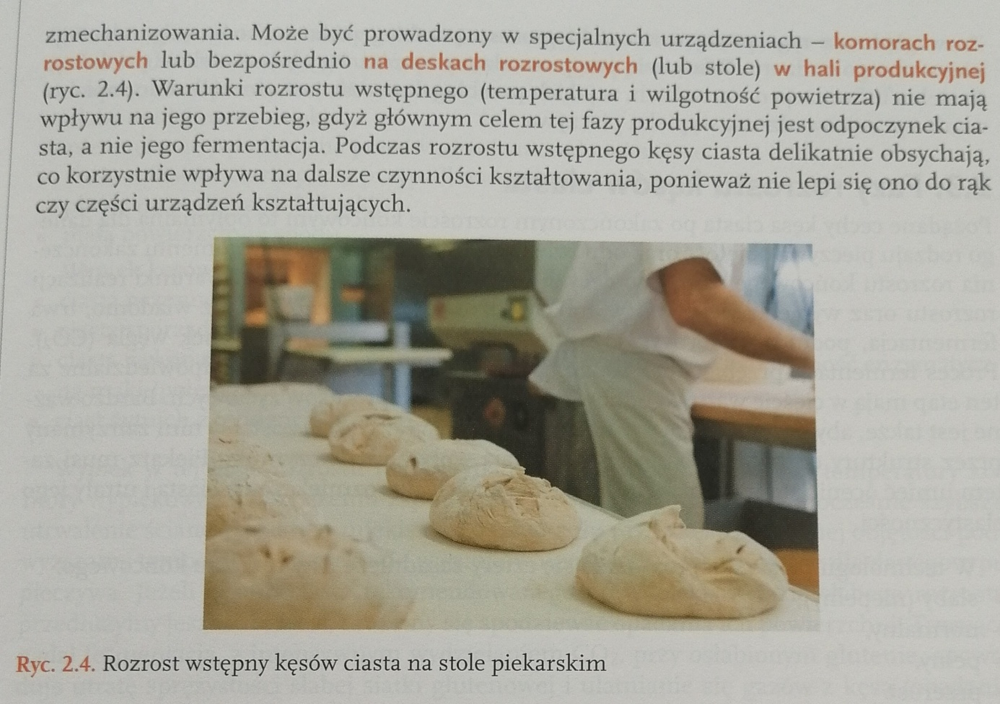 zmechanizowania. Może być prowadzony w specjalnych urządzeniach – komorach roz-
rostowych lub bezpośrednio na deskach rozrostowych (lub stole) w hali produkcyjnej
(ryc. 2.4). Warunki rozrostu wstępnego (temperatura i wilgotność powietrza) nie mają
wpływu na jego przebieg, gdyż głównym celem tej fazy produkcyjnej jest odpoczynek cia-
sta, a nie jego fermentacja. Podczas rozrostu wstępnego kęsy ciasta delikatnie obsychają,
co korzystnie wpływa na dalsze czynności kształtowania, ponieważ nie lepi się ono do rąk
czy części urządzeń kształtujących.
Ryc. 2.4. Rozrost wstępny kęsów ciasta na stole piekarskim